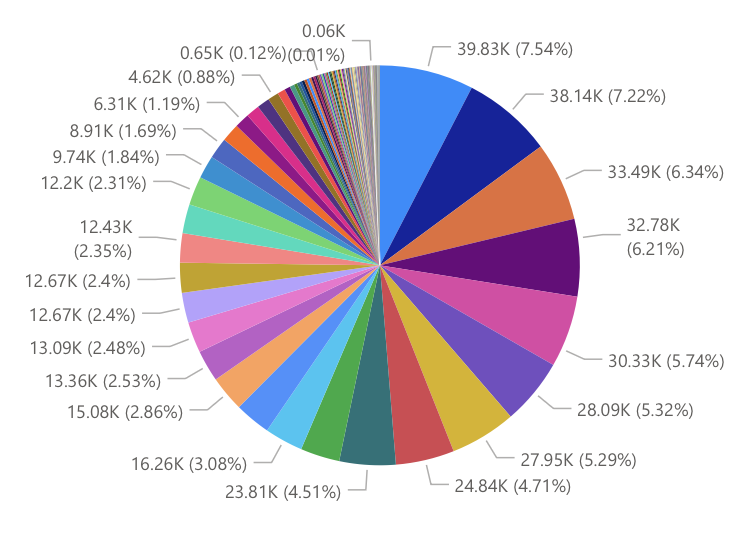 0.06K
(0.01%)
39.83K (7.54%)
38.14K (7.22%)
33.49K (6.34%)
32.78K
(6.21%)
30.33K (5.74%)
28.09K (5.32%)
27.95K (5.29%)
24.84K (4.71%)
23.81K (4.51%)
16.26K (3.08%)
15.08K (2.86%)
13.36K (2.53%)
13.09K (2.48%)
12.67K (2.4%)
12.67K (2.4%)
12.43K
(2.35%)
12.2K (2.31%)
9.74K (1.84%)
8.91K (1.69%)
6.31K (1.19%)
4.62K (0.88%)
0.65K (0.12%)